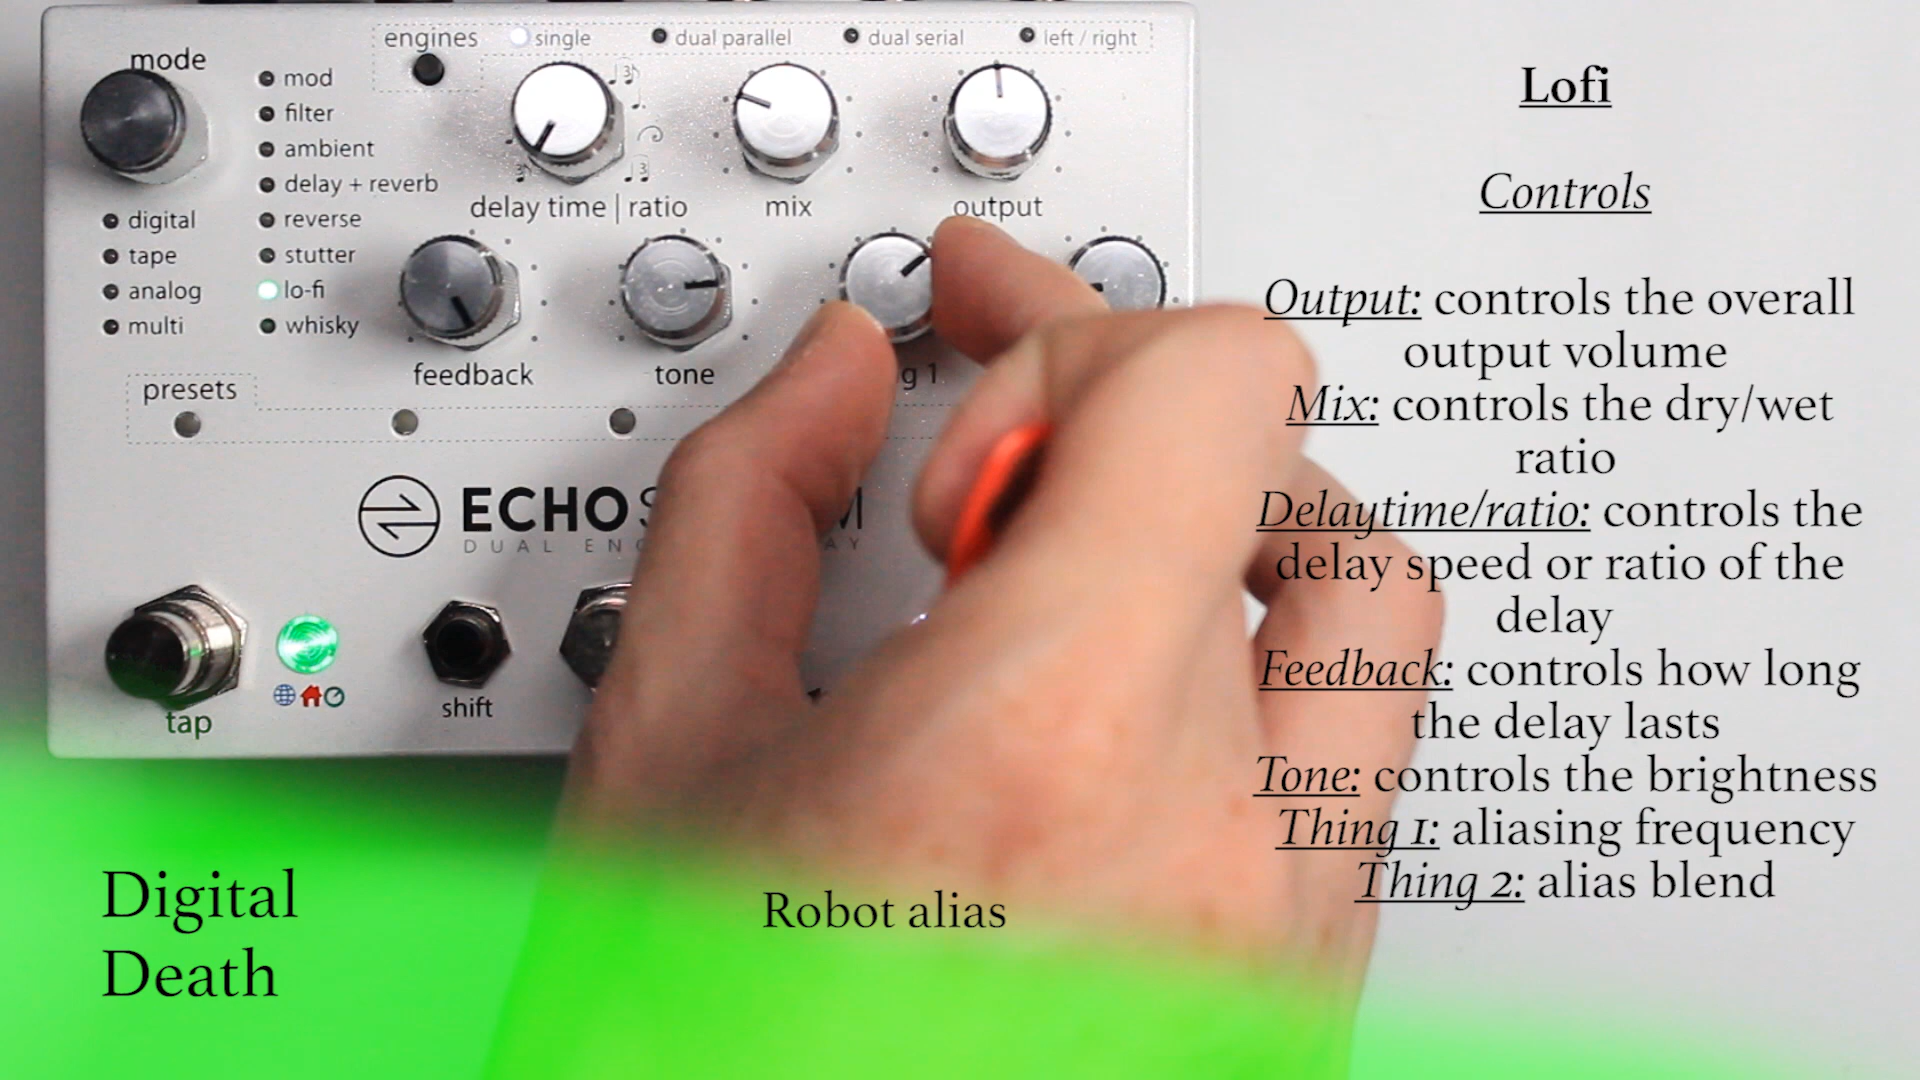 engines
single
dual parallel
dual serial
left / right
mode
mod
filter
ambient
delay + reverb
reverse
stutter
lo-fi
whisky
digital
tape
analog
multi
delay time | ratio
mix
output
feedback
tone
g 1
presets
ECHO
DUAL
tap
shift
Lofi
Controls
Output: controls the overall
output volume
Mix: controls the dry/wet
ratio
Delaytime/ratio: controls the
delay speed or ratio of the
delay
Feedback: controls how long
the delay lasts
Tone: controls the brightness
Thing 1: aliasing frequency
Thing 2: alias blend
Digital
Death
Robot alias